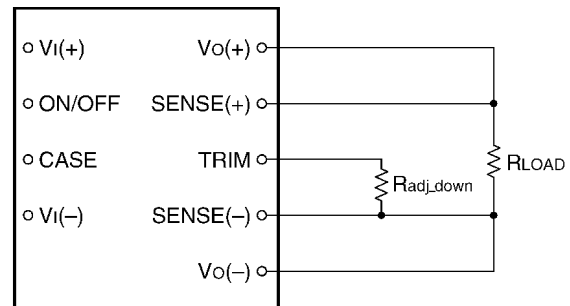 VI(+) VO(+)
ON/OFF SENSE(+)
CASE TRIM
RLOAD
Radj_down
VI(–) SENSE(–)
VO(–)